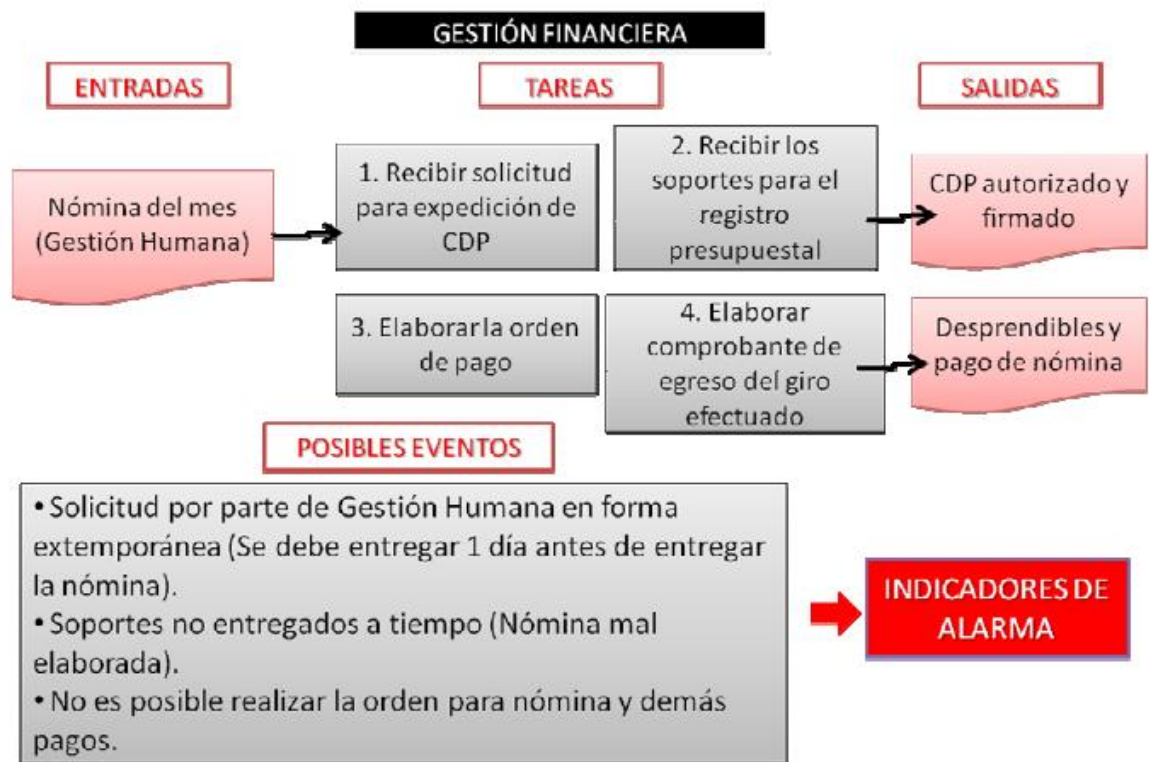 GESTIÓN FINANCIERA
ENTRADAS
TAREAS
SALIDAS
Nómina del mes
(Gestión Humana)
1. Recibir solicitud
para expedición de
CDP
2. Recibir los
soportes para el
registro
presupuestal
CDP autorizado y
firmado
3. Elaborar la orden
de pago
4. Elaborar
comprobante de
egreso del giro
efectuado
Desprendibles y
pago de nómina
POSIBLES EVENTOS
• Solicitud por parte de Gestión Humana en forma
extemporánea (Se debe entregar 1 día antes de entregar
la nómina).
• Soportes no entregados a tiempo (Nómina mal
elaborada).
• No es posible realizar la orden para nómina y demás
pagos.
INDICADORES DE
ALARMA